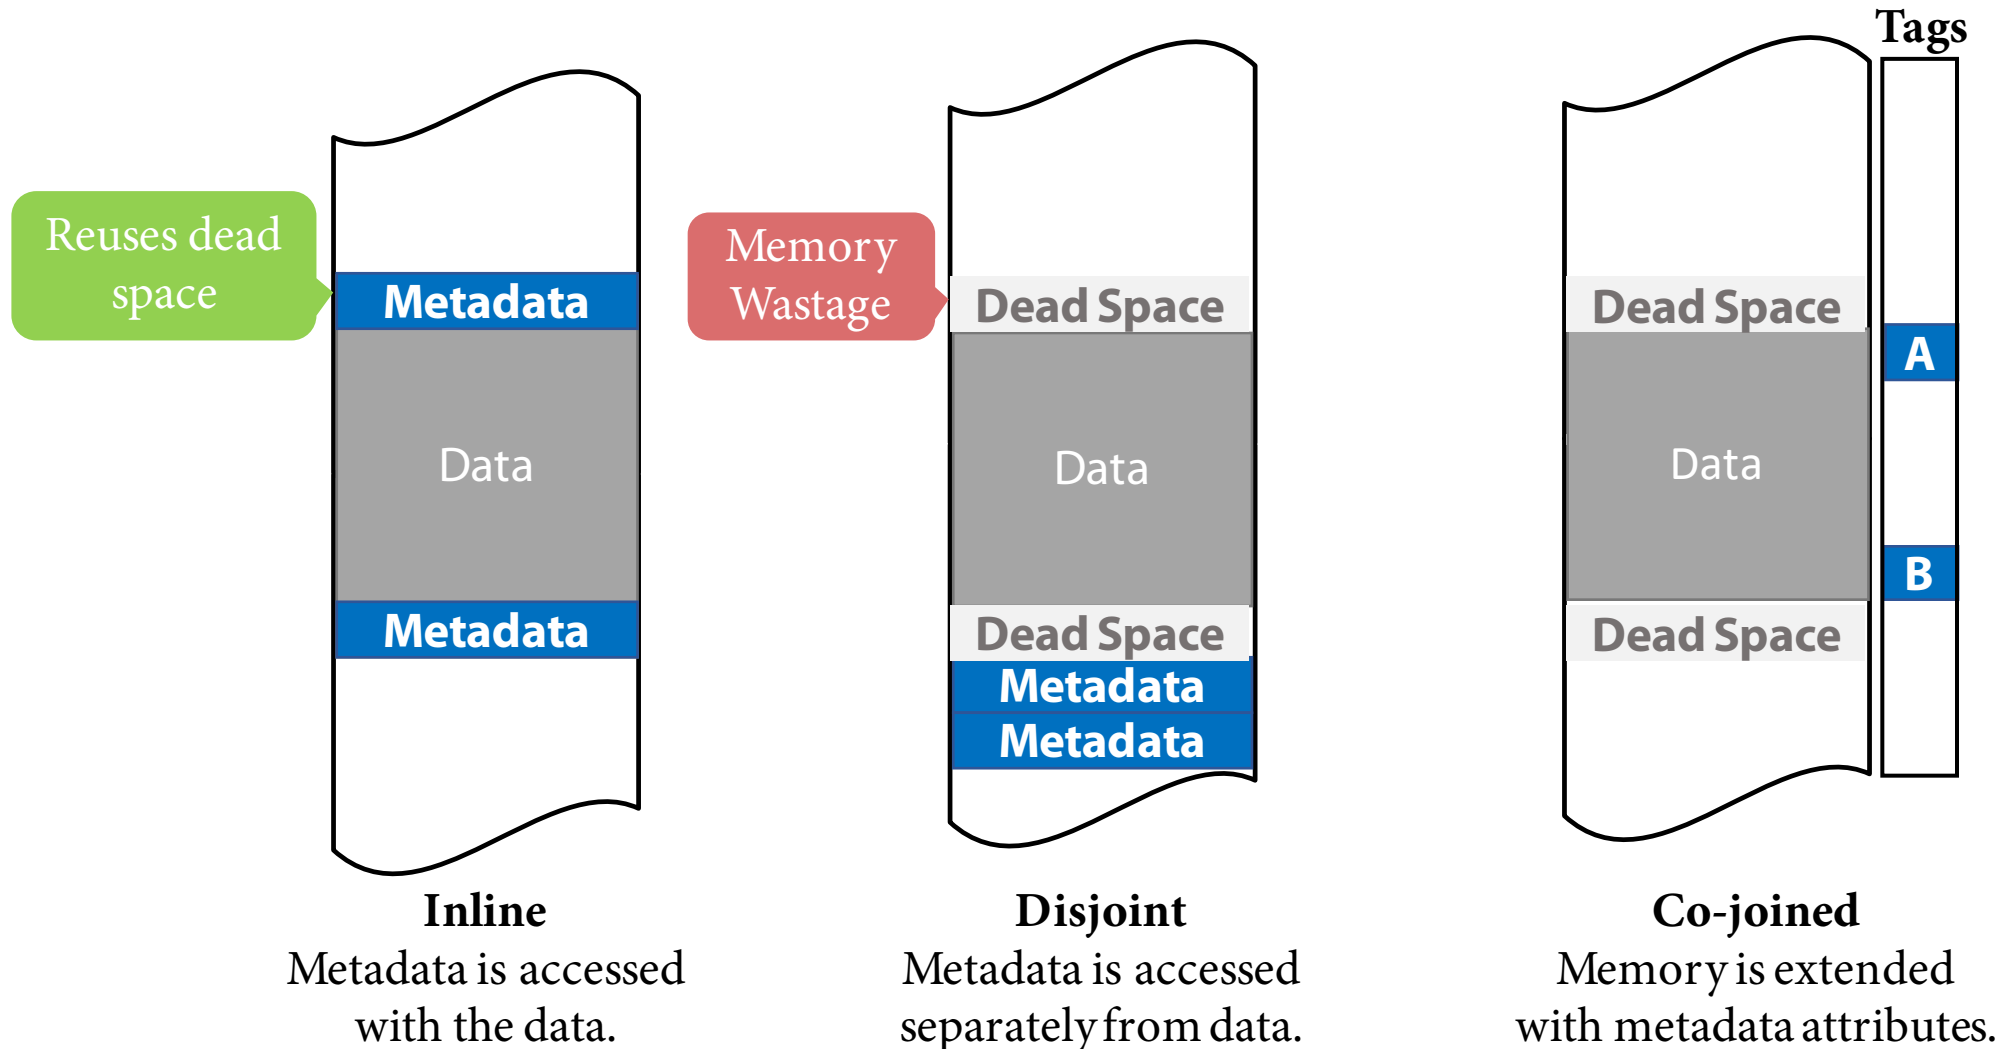 Tags
Reuses dead
space
Metadata
Data
Metadata
Memory
Wastage
Dead Space
Data
Dead Space
Metadata
Metadata
Dead Space
Data
Dead Space
A
B
Inline
Metadata is accessed
with the data.
Disjoint
Metadata is accessed
separately from data.
Co-joined
Memory is extended
with metadata attributes.